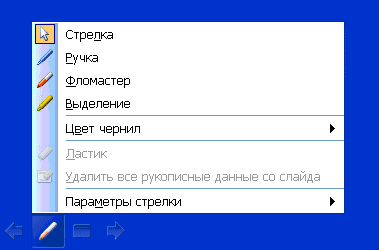 Стрелка
Ручка
Фломастер
Выделение
Цвет чернил
Ластик
Удалить все рукописные данные со слайда
Параметры стрелки